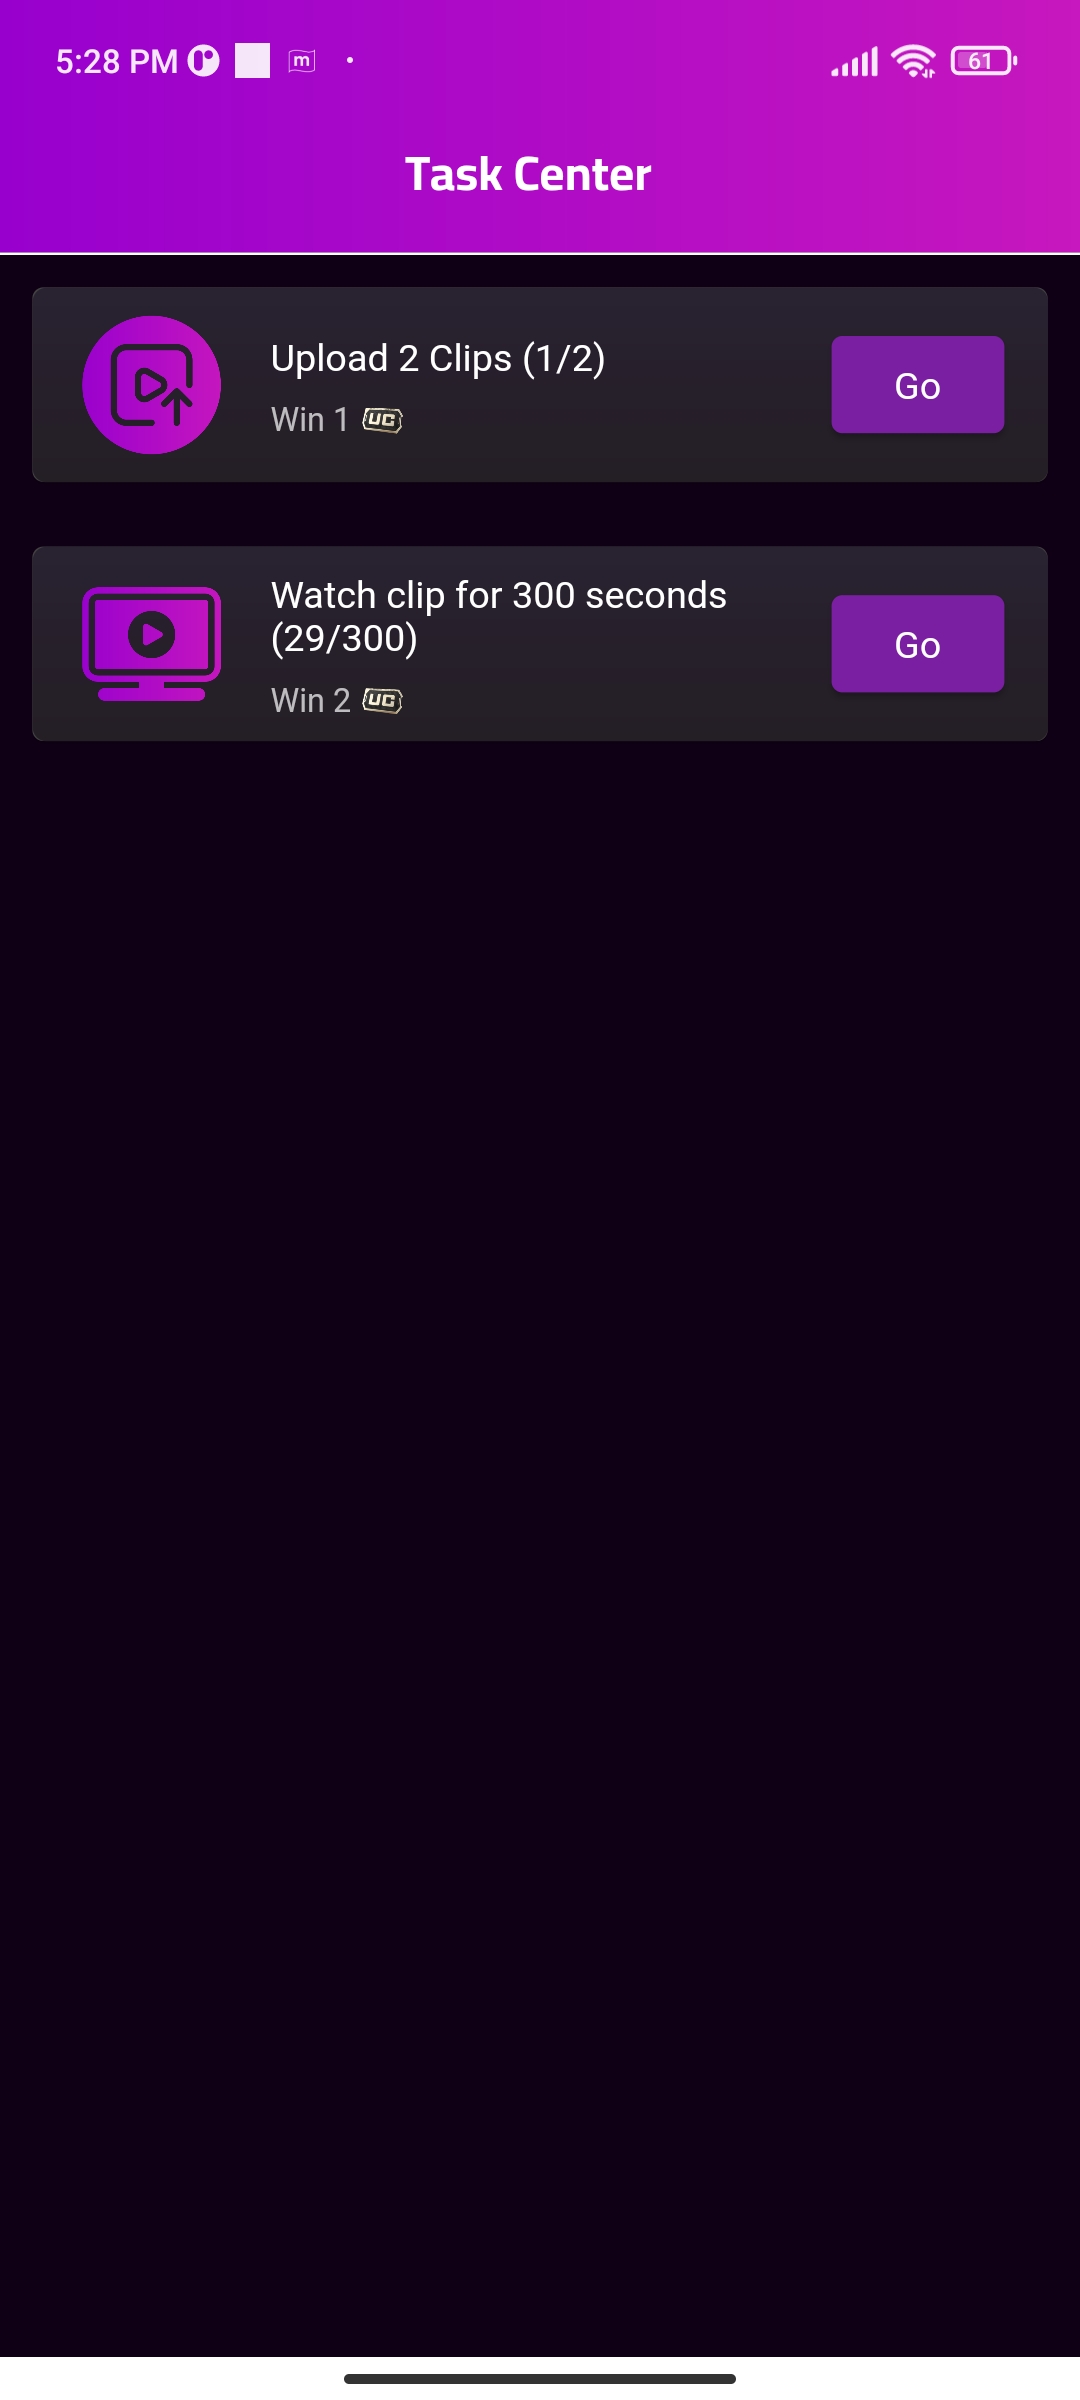 5:28 PM m 61
Task Center
Upload 2 Clips (1/2)
Win 1 UC
Go
Watch clip for 300 seconds
(29/300)
Win 2 UC
Go